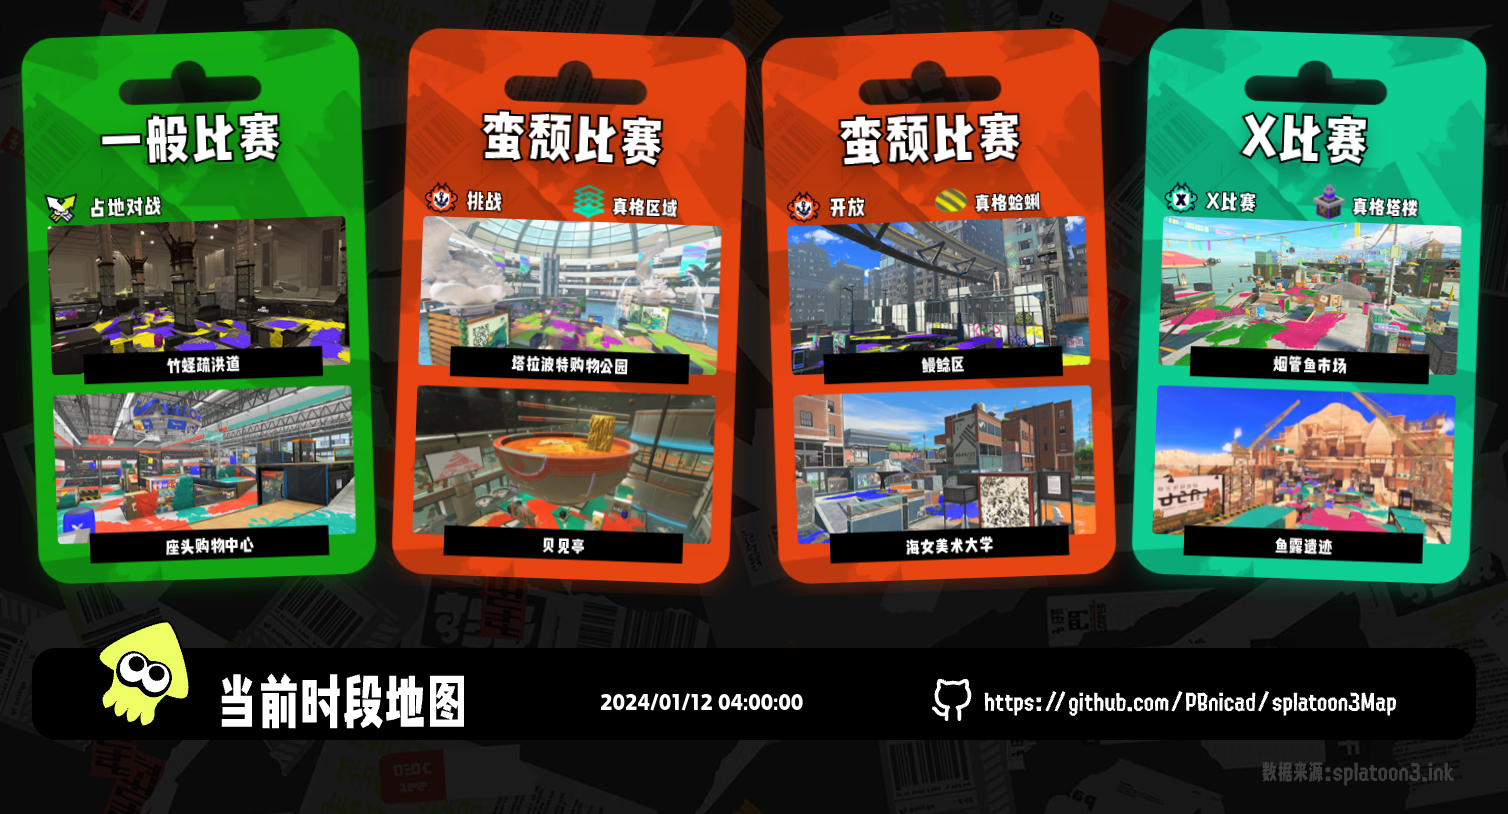 一般比赛
占地对战
竹蛏疏洪道
座头购物中心
蛮颓比赛
挑战
真格区域
塔拉波特购物公园
贝见亭
蛮颓比赛
开放
真格蛤蜊
鳗鲶区
海女美术大学
X比赛
X比赛
真格塔楼
烟管鱼市场
鱼露遗迹
当前时段地图
2024/01/12 04:00:00
https://github.com/PBnicad/splatoon3Map
数据来源:splatoon3.ink